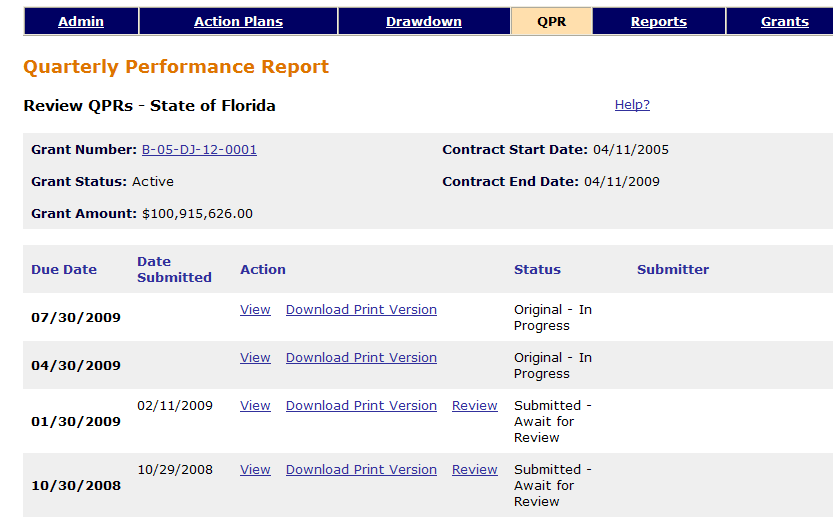 Admin Action Plans Drawdown QPR Reports Grants
Quarterly Performance Report
Review QPRs - State of Florida Help?
Grant Number: B-05-DJ-12-0001 Contract Start Date: 04/11/2005
Grant Status: Active Contract End Date: 04/11/2009
Grant Amount: $100,915,626.00
Due Date Date Submitted Action Status Submitter
07/30/2009 View Download Print Version Original - In Progress
04/30/2009 View Download Print Version Original - In Progress
01/30/2009 02/11/2009 View Download Print Version Review Submitted - Await for Review
10/30/2008 10/29/2008 View Download Print Version Review Submitted - Await for Review